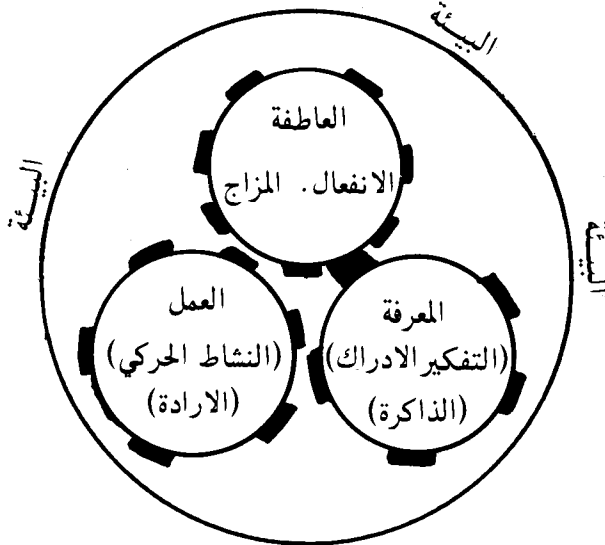 البيئة
البيئة
البيئة
العاطفة
الانفعال. المزاج
المعرفة
(التفكير الادراك)
(الذاكرة)
العمل
(النشاط الحركي)
(الارادة)